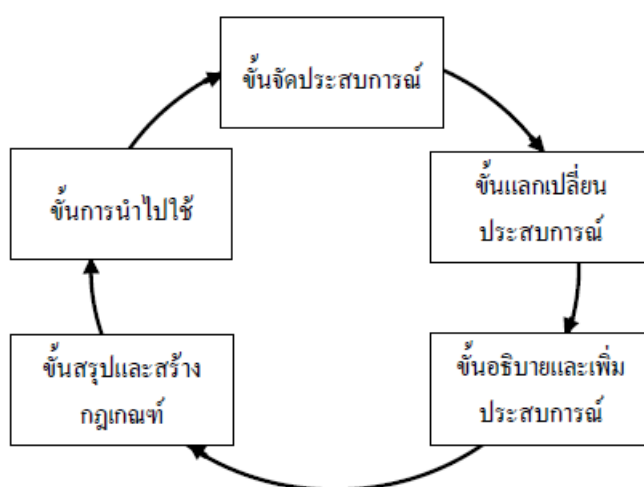 ขั้นจัดประสบการณ์
ขั้นแลกเปลี่ยน
ประสบการณ์
ขั้นอธิบายและเพิ่ม
ประสบการณ์
ขั้นสรุปและสร้าง
กฎเกณฑ์
ขั้นการนำไปใช้